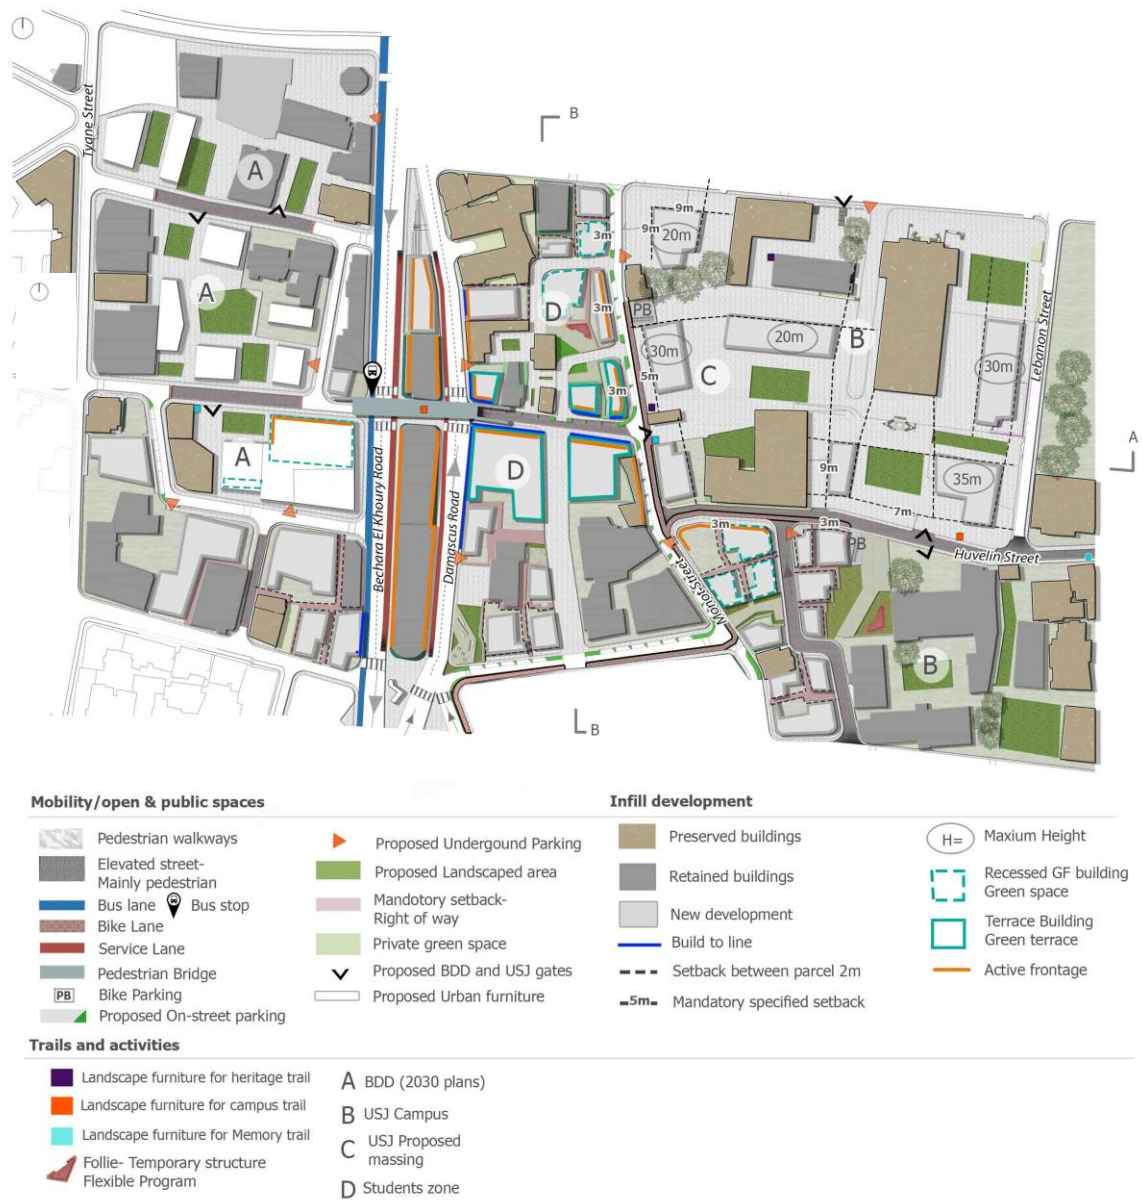 B
Tyane Street
A
9m
9m
20m
3m
A
D
3m
PB
30m
20m
B
30m
Lebanon Street
5m
C
3m
A
A
D
Bechara El Khoury Road
Damascus Road
9m
35m
7m
3m
3m
PB
Huvelin Street
Monot Street
B
B
Mobility/open & public spaces
Pedestrian walkways
Elevated street-
Mainly pedestrian
Bus lane
Bus stop
Bike Lane
Service Lane
Pedestrian Bridge
PB
Bike Parking
Proposed On-street parking
Proposed Undergound Parking
Proposed Landscaped area
Mandotory setback-
Right of way
Private green space
Proposed BDD and USJ gates
Proposed Urban furniture
Infill development
Preserved buildings
Retained buildings
New development
Build to line
Setback between parcel 2m
5m
Mandatory specified setback
H=
Maxium Height
Recessed GF building
Green space
Terrace Building
Green terrace
Active frontage
Trails and activities
Landscape furniture for heritage trail
Landscape furniture for campus trail
Landscape furniture for Memory trail
Follie- Temporary structure
Flexible Program
A BDD (2030 plans)
B USJ Campus
C USJ Proposed
massing
D Students zone